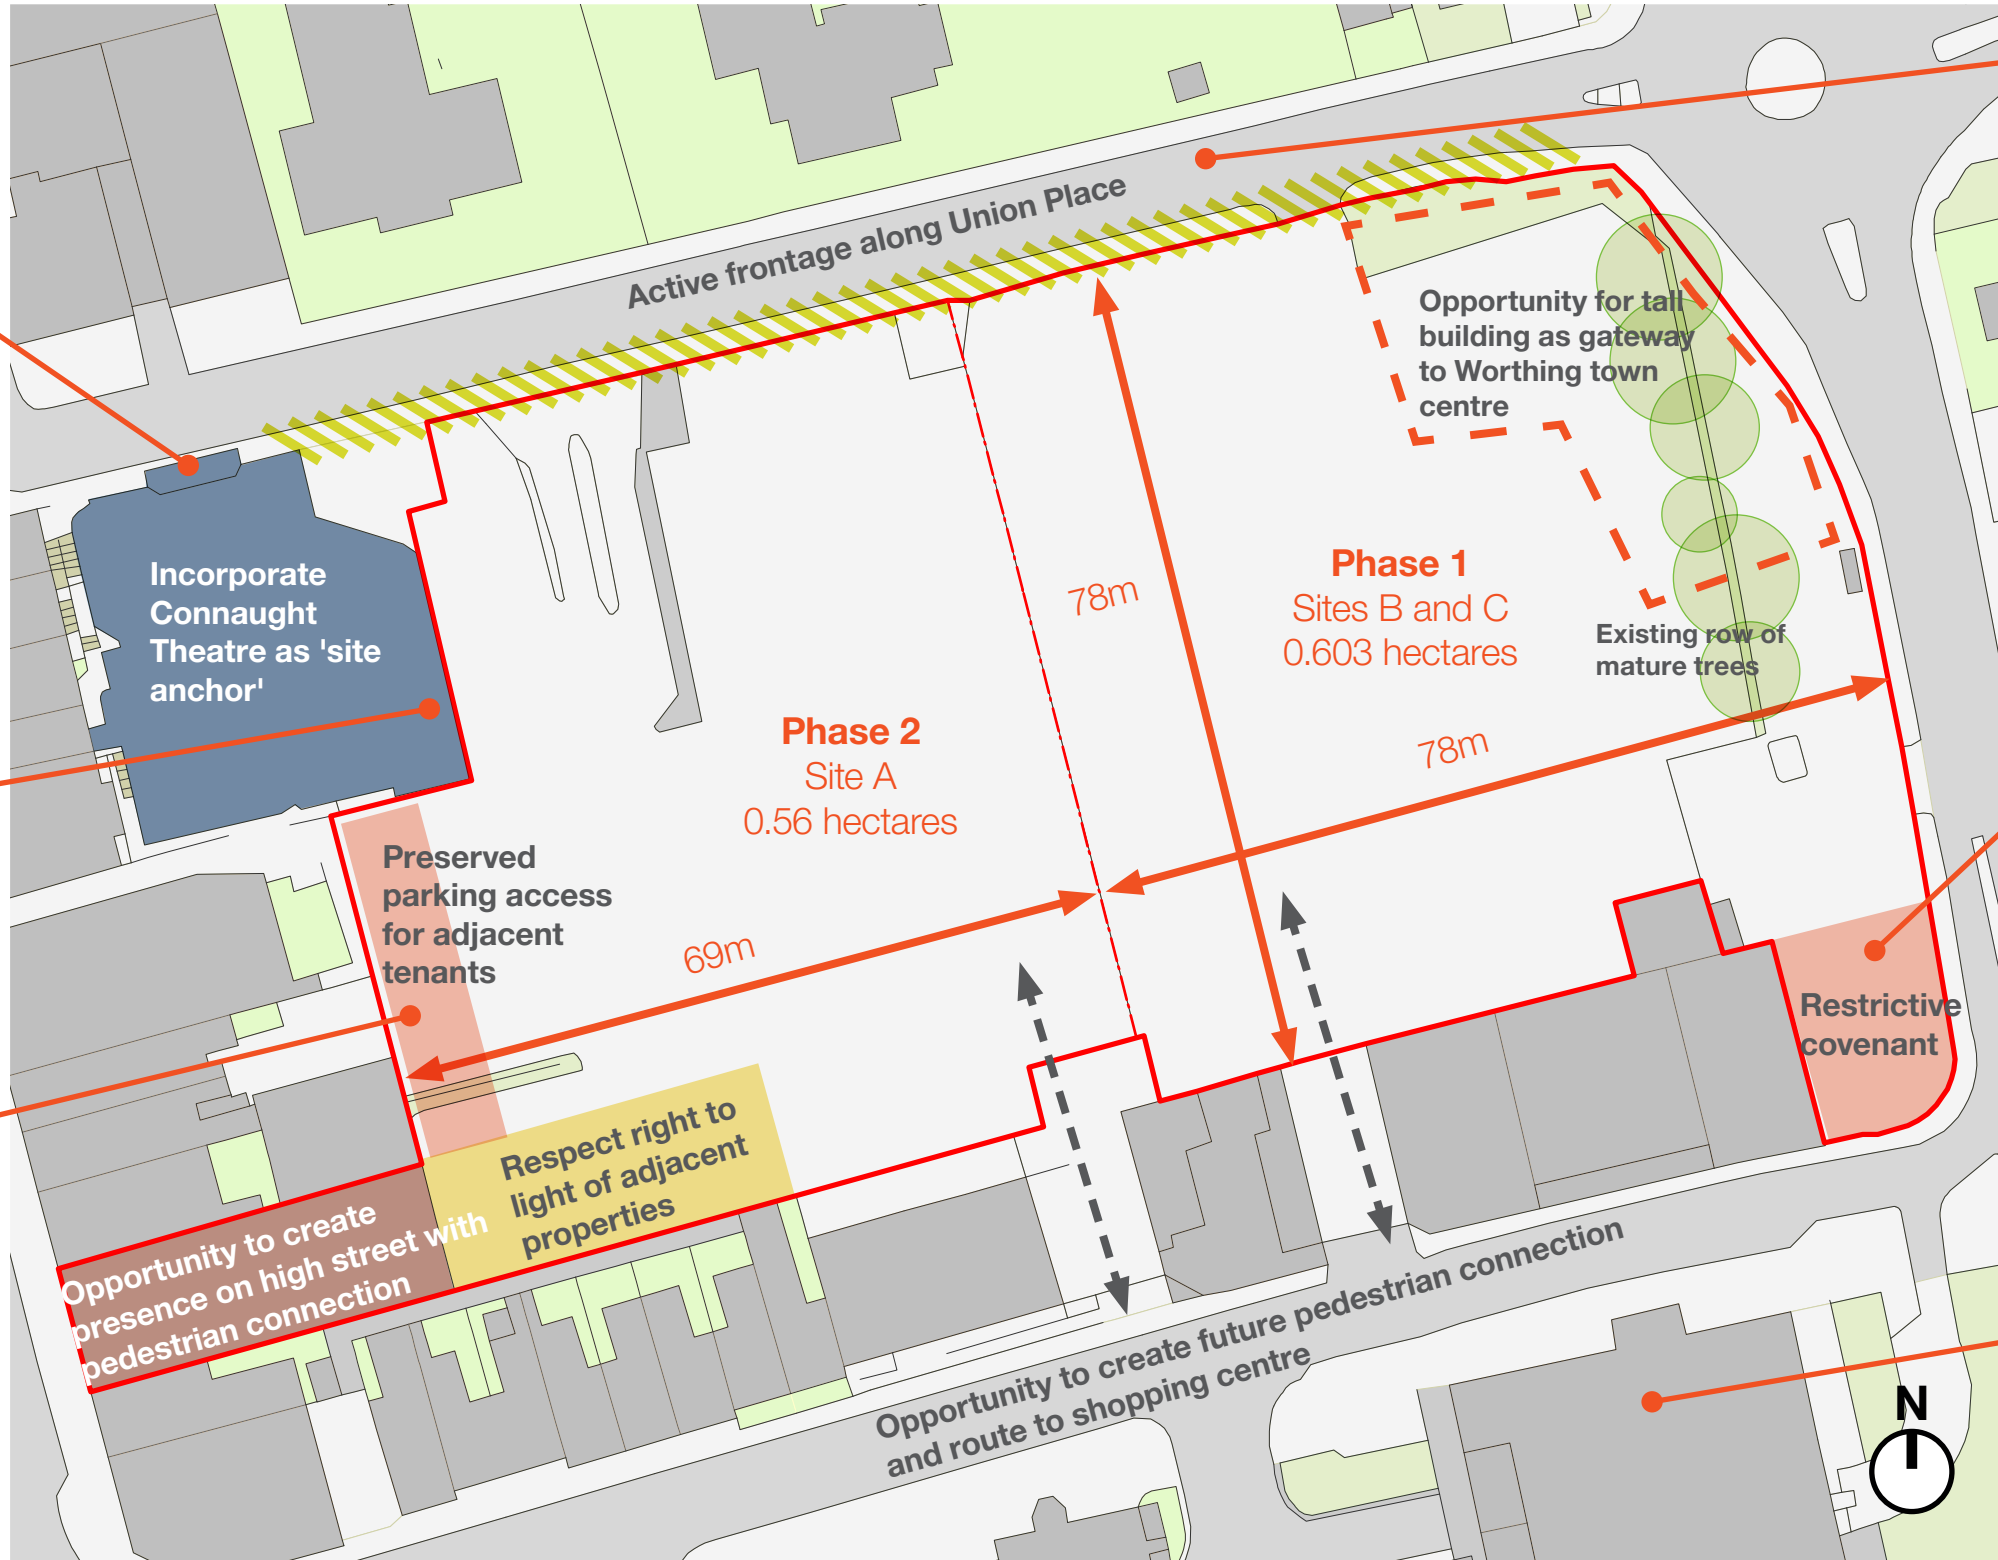 Active frontage along Union Place
Opportunity for tall
building as gateway
to Worthing town
centre
Incorporate
Connaught
Theatre as 'site
anchor'
78m
Phase 1
Sites B and C
0.603 hectares
Existing row of
mature trees
Phase 2
Site A
0.56 hectares
78m
Preserved
parking access
for adjacent
tenants
69m
Restrictive
covenant
Respect right to
light of adjacent
properties
Opportunity to create
presence on high street with
pedestrian connection
Opportunity to create future pedestrian connection
and route to shopping centre
N